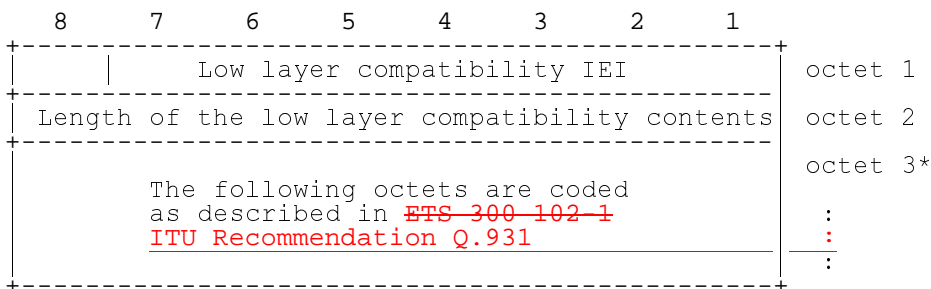 8 7 6 5 4 3 2 1
+-----------------------------------------------+
| | Low layer compatibility IEI | octet 1
+-----------------------------------------------
| Length of the low layer compatibility contents| octet 2
+-----------------------------------------------
octet 3*
The following octets are coded
as described in ETS 300 102-1 :
ITU Recommendation Q.931 :
:
+-----------------------------------------------+